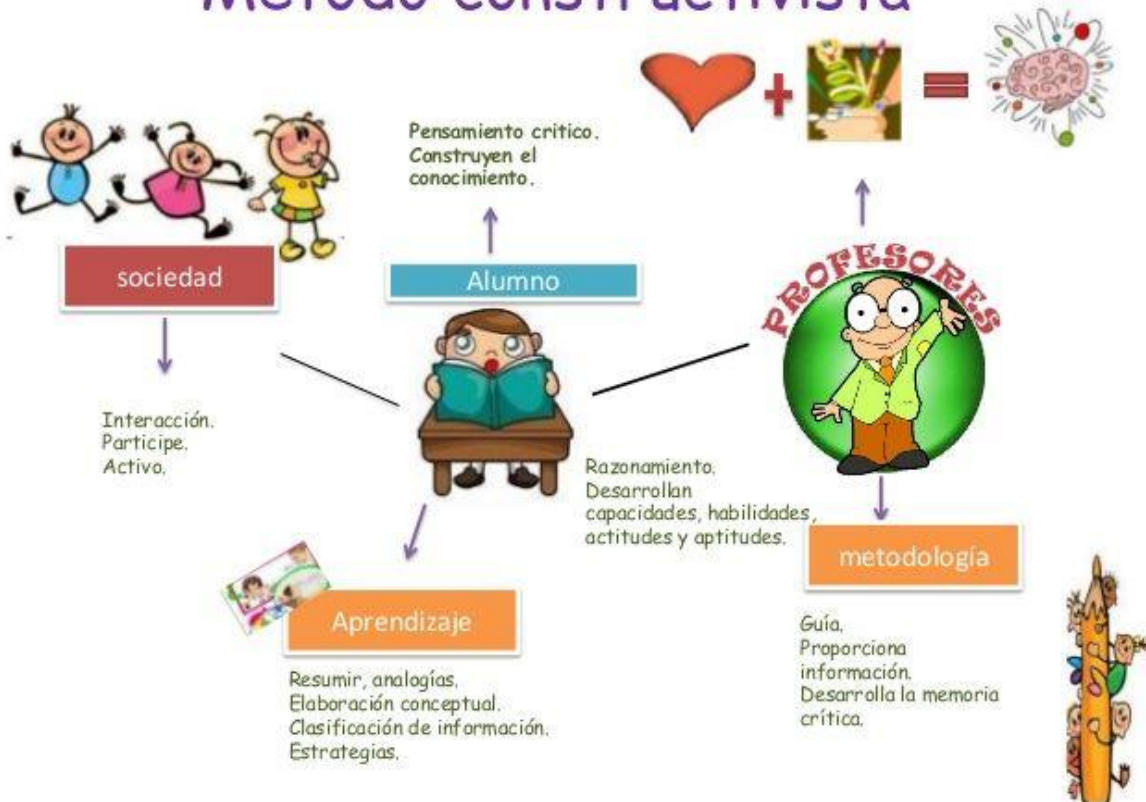 Método constructivista
Pensamiento critico.
Construyen el
conocimiento.
sociedad
Alumno
PROFESORES
Interacción.
Participe.
Activo.
Razonamiento.
Desarrollan
capacidades, habilidades,
actitudes y aptitudes.
metodología
Aprendizaje
Guía.
Proporciona
información.
Desarrolla la memoria
crítica.
Resumir, analogías.
Elaboración conceptual.
Clasificación de información.
Estrategias.